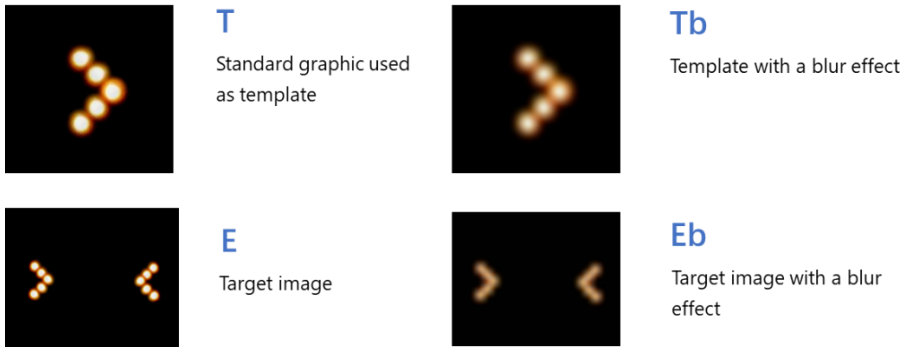 T
Standard graphic used
as template
Tb
Template with a blur effect
E
Target image
Eb
Target image with a blur
effect